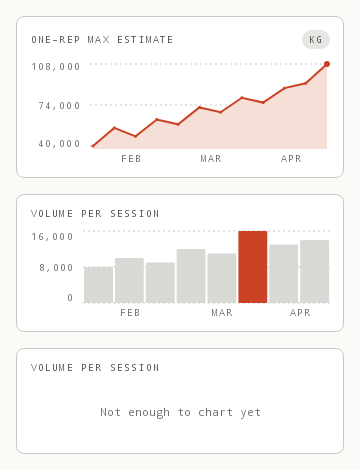 ONE-REP MAX ESTIMATE KG
108,000
74,000
40,000
FEB MAR APR
VOLUME PER SESSION
16,000
8,000
0
FEB MAR APR
VOLUME PER SESSION
Not enough to chart yet